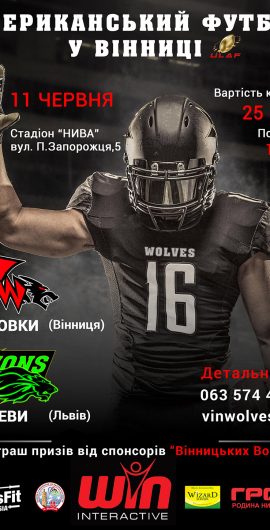 ЕРИКАНСЬКИЙ ФУТБ
У ВІННИЦІ
ULAF
11 ЧЕРВНЯ
Вартість к
25
Стадіон "НИВА"
вул. П.Запорожця,5
По
1
WOLVES
16
W
ОВКИ (Вінниця)
ONS
ЕВИ (Львів)
Детальн
063 574 4
vinwolves
траш призів від спонсорів "Вінницьких Во
sFit
WIN
INTERACTIVE
WIZARD
ГРО
РОДИНА НА